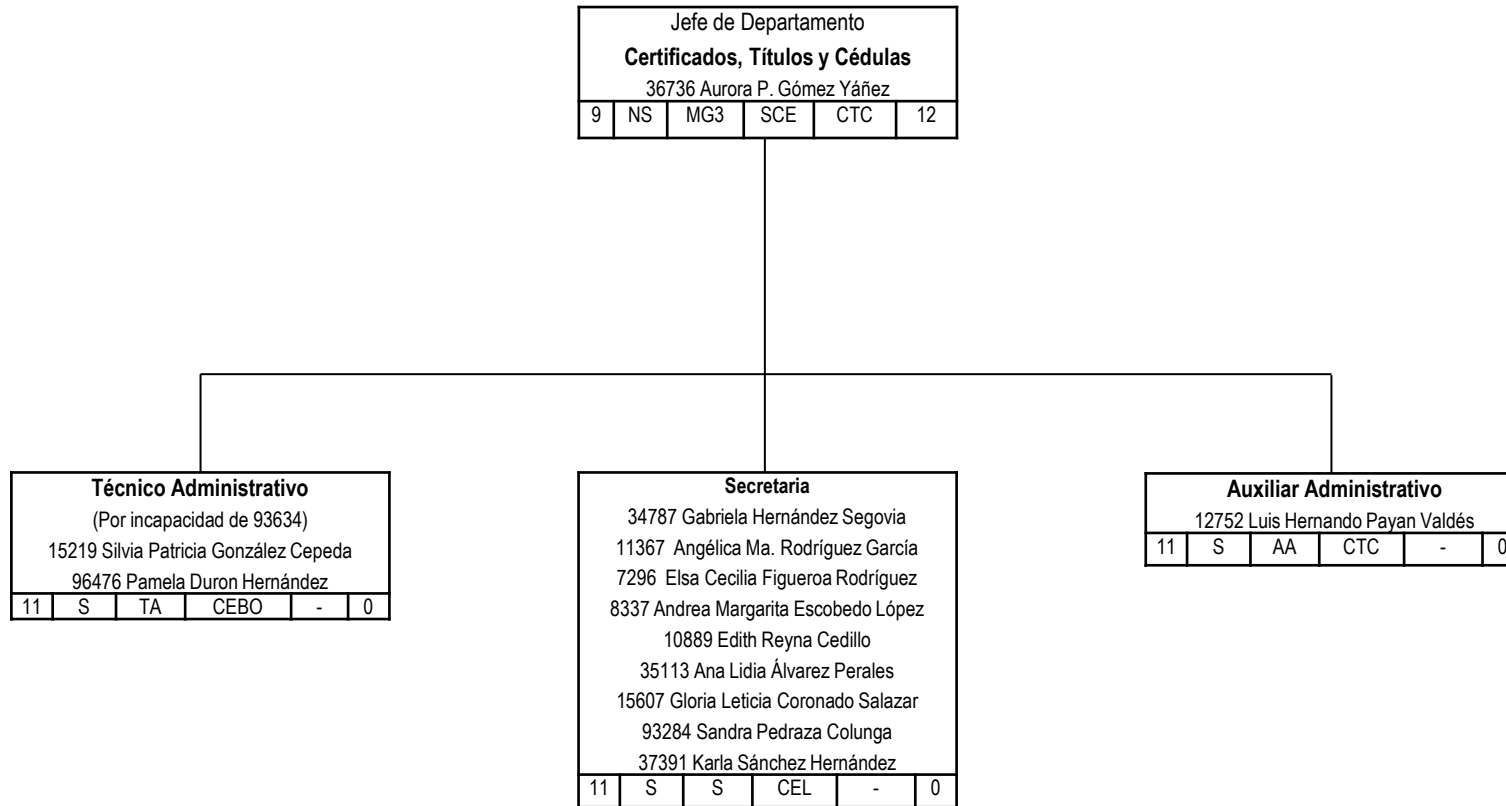 Jefe de Departamento
Certificados, Títulos y Cédulas
36736 Aurora P. Gómez Yáñez
9 NS MG3 SCE CTC 12
Técnico Administrativo
(Por incapacidad de 93634)
15219 Silvia Patricia González Cepeda
96476 Pamela Duron Hernández
11 S TA CEBO - 0
Secretaria
34787 Gabriela Hernández Segovia
11367 Angélica Ma. Rodríguez García
7296 Elsa Cecilia Figueroa Rodríguez
8337 Andrea Margarita Escobedo López
10889 Edith Reyna Cedillo
35113 Ana Lidia Álvarez Perales
15607 Gloria Leticia Coronado Salazar
93284 Sandra Pedraza Colunga
37391 Karla Sánchez Hernández
11 S S CEL - 0
Auxiliar Administrativo
12752 Luis Hernando Payan Valdés
11 S AA CTC - 0